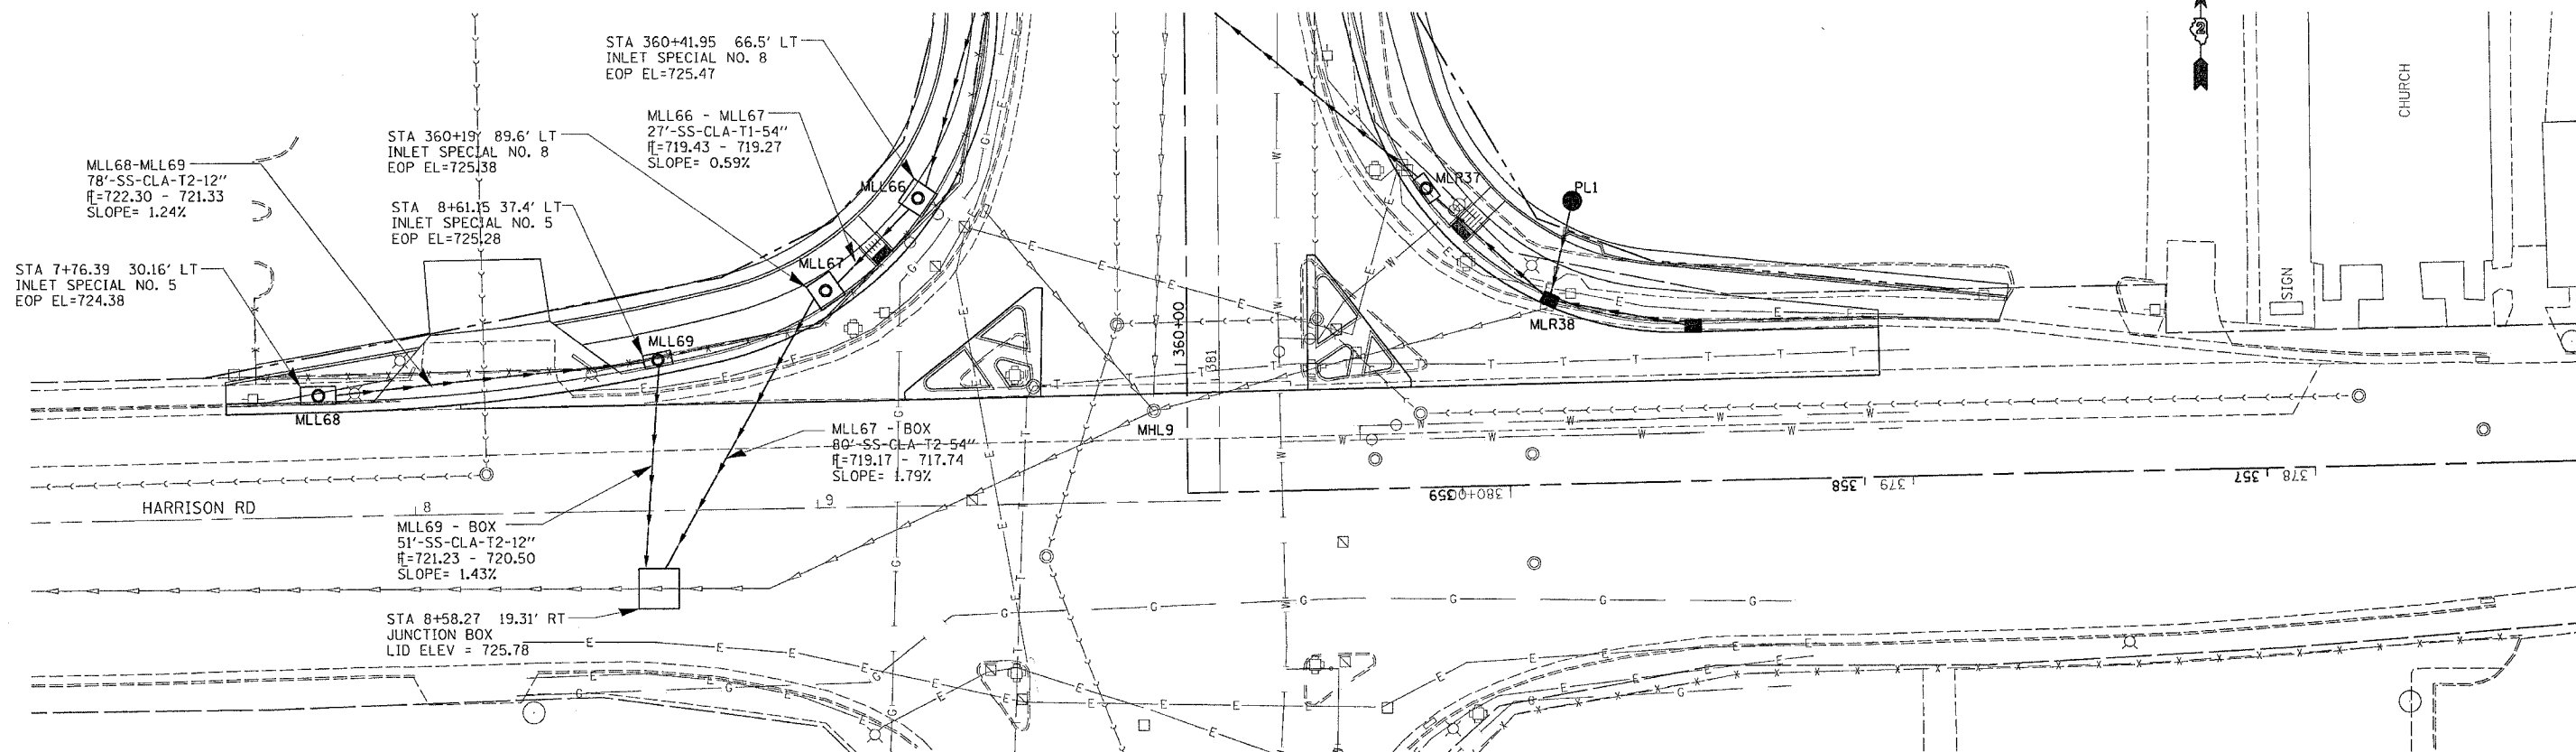 STA 360+41.95 66.5' LT
INLET SPECIAL NO. 8
EOP EL=725.47
MLL66 - MLL67
27'-SS-CLA-T1-54"
℄=719.43 - 719.27
SLOPE= 0.59%
STA 360+19 89.6' LT
INLET SPECIAL NO. 8
EOP EL=725.38
MLL68-MLL69
78'-SS-CLA-T2-12"
℄=722.30 - 721.33
SLOPE= 1.24%
STA 8+61.15 37.4' LT
INLET SPECIAL NO. 5
EOP EL=725.28
STA 7+76.39 30.16' LT
INLET SPECIAL NO. 5
EOP EL=724.38
MLL66
MLL67
MLL69
MLL68
MLR37
PL1
MLR38
MHL9
360+00
381
CHURCH
SIGN
2
MLL67 - BOX
80'-SS-CLA-T2-54"
℄=719.17 - 717.74
SLOPE= 1.79%
HARRISON RD
8
9
359
380+00
358
379
357
378
MLL69 - BOX
51'-SS-CLA-T2-12"
℄=721.23 - 720.50
SLOPE= 1.43%
STA 8+58.27 19.31' RT
JUNCTION BOX
LID ELEV = 725.78